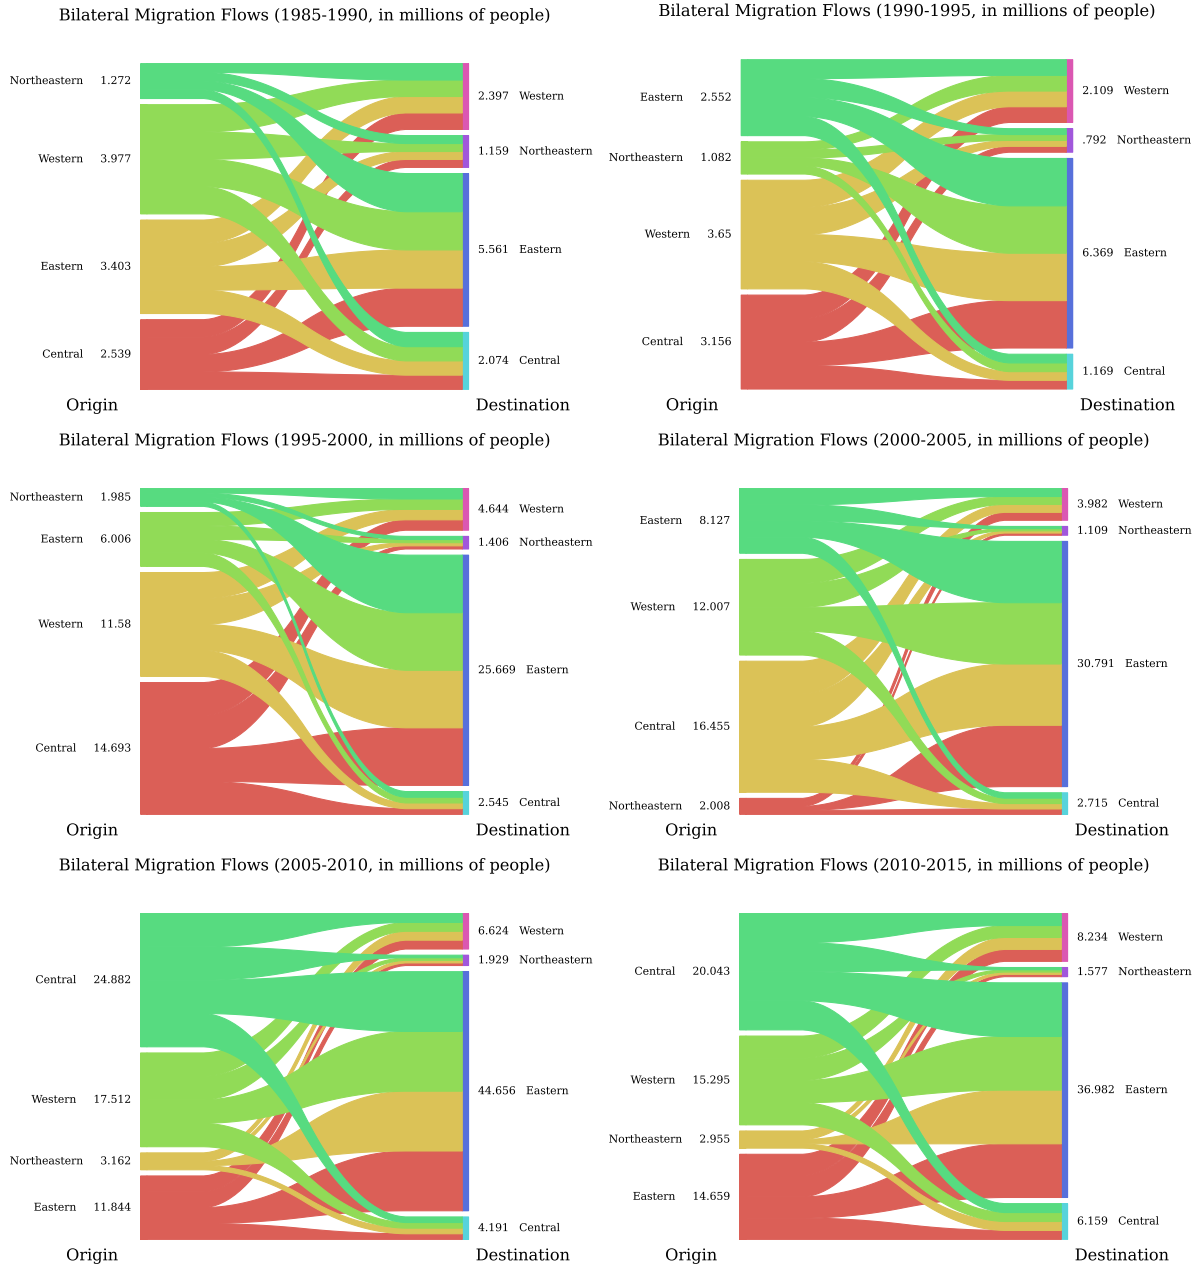 Bilateral Migration Flows (1985-1990, in millions of people)
Northeastern 1.272
Western 3.977
Eastern 3.403
Central 2.539
2.397 Western
1.159 Northeastern
5.561 Eastern
2.074 Central
Origin
Destination
Bilateral Migration Flows (1990-1995, in millions of people)
Eastern 2.552
Northeastern 1.082
Western 3.65
Central 3.156
2.109 Western
.792 Northeastern
6.369 Eastern
1.169 Central
Origin
Destination
Bilateral Migration Flows (1995-2000, in millions of people)
Northeastern 1.985
Eastern 6.006
Western 11.58
Central 14.693
4.644 Western
1.406 Northeastern
25.669 Eastern
2.545 Central
Origin
Destination
Bilateral Migration Flows (2000-2005, in millions of people)
Eastern 8.127
Western 12.007
Central 16.455
Northeastern 2.008
3.982 Western
1.109 Northeastern
30.791 Eastern
2.715 Central
Origin
Destination
Bilateral Migration Flows (2005-2010, in millions of people)
Central 24.882
Western 17.512
Northeastern 3.162
Eastern 11.844
6.624 Western
1.929 Northeastern
44.656 Eastern
4.191 Central
Origin
Destination
Bilateral Migration Flows (2010-2015, in millions of people)
Central 20.043
Western 15.295
Northeastern 2.955
Eastern 14.659
8.234 Western
1.577 Northeastern
36.982 Eastern
6.159 Central
Origin
Destination